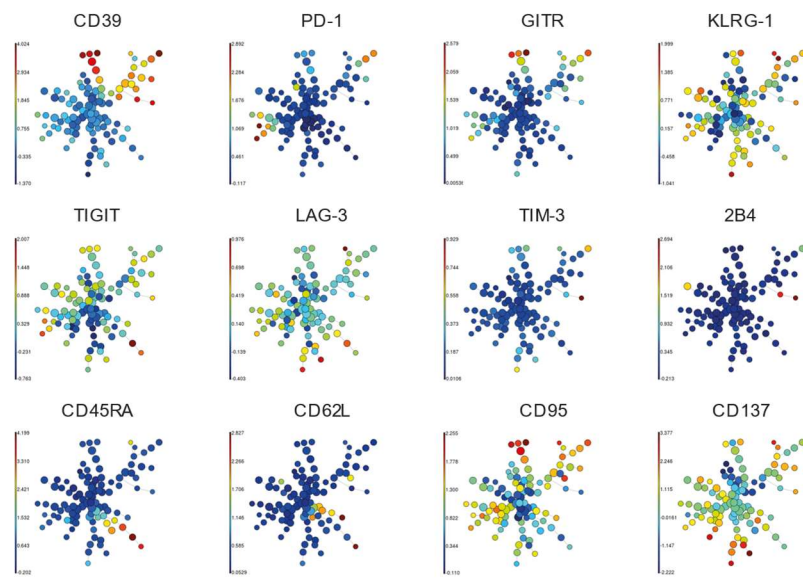 CD39 PD-1 GITR KLRG-1
4.024 2.892 2.578 1.999
2.934 2.284 2.059 1.385
1.845 1.676 1.539 0.771
0.755 1.069 1.018 0.157
-0.335 0.461 0.499 -0.458
-1.370 -0.117 -1.041
TIGIT LAG-3 TIM-3 2B4
2.007 0.976 0.929 2.694
1.448 0.698 0.744 2.106
0.888 0.419 0.558 1.519
0.328 0.140 0.373 0.932
-0.231 -0.139 0.187 0.345
-0.763 -0.403 0.0106 -0.213
CD45RA CD62L CD95 CD137
4.199 2.827 2.255 3.377
3.310 2.266 1.778 2.246
2.421 1.706 1.300 1.115
1.532 1.146 0.822 -0.0161
0.643 0.585 0.344 -1.147
-0.202 0.0529 -0.110 -2.222